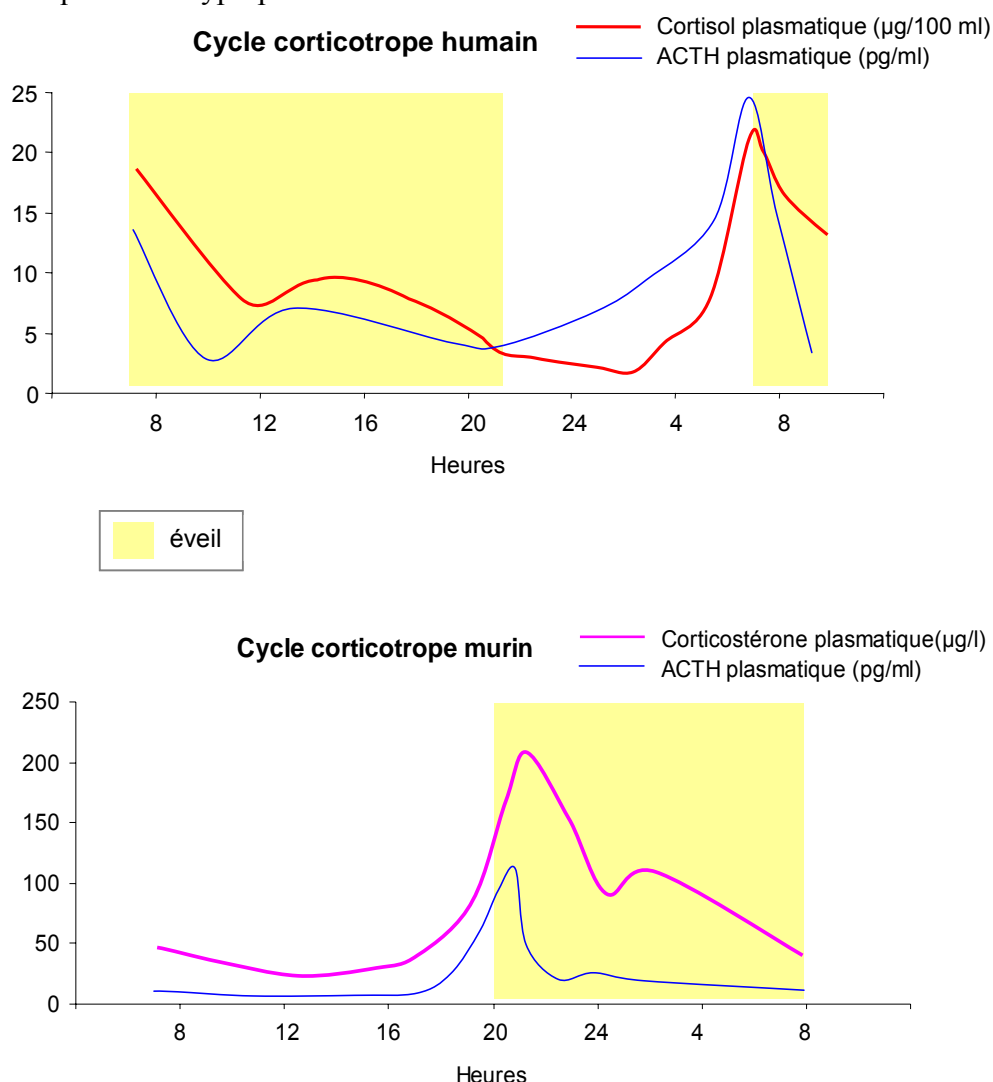 Cycle corticotrope humain
Cortisol plasmatique (µg/100 ml)
ACTH plasmatique (pg/ml)
25
20
15
10
5
0
8 12 16 20 24 4 8
Heures
éveil
Cycle corticotrope murin
Corticostérone plasmatique(µg/l)
ACTH plasmatique (pg/ml)
250
200
150
100
50
0
8 12 16 20 24 4 8
Heures